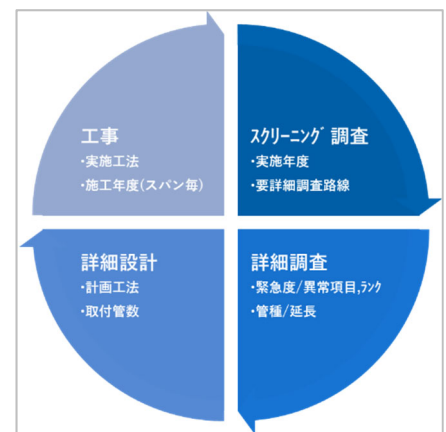 工事
･実施工法
･施工年度(スパン毎)
ｽｸﾘｰﾆﾝｸﾞ調査
･実施年度
･要詳細調査路線
詳細設計
･計画工法
･取付管数
詳細調査
･緊急度/異常項目,ﾗﾝｸ
･管種/延長